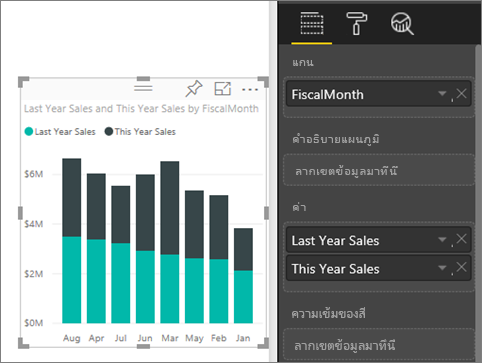 Last Year Sales and This Year Sales by FiscalMonth
Last Year Sales This Year Sales
$6M
$4M
$2M
$0M
Aug Apr Jul Jun Mar May Feb Jan
แกน
FiscalMonth
คำอธิบายแผนภูมิ
ลากเขตข้อมูลมาที่นี่
ค่า
Last Year Sales
This Year Sales
ความเข้มของสี
ลากเขตข้อมูลมาที่นี่